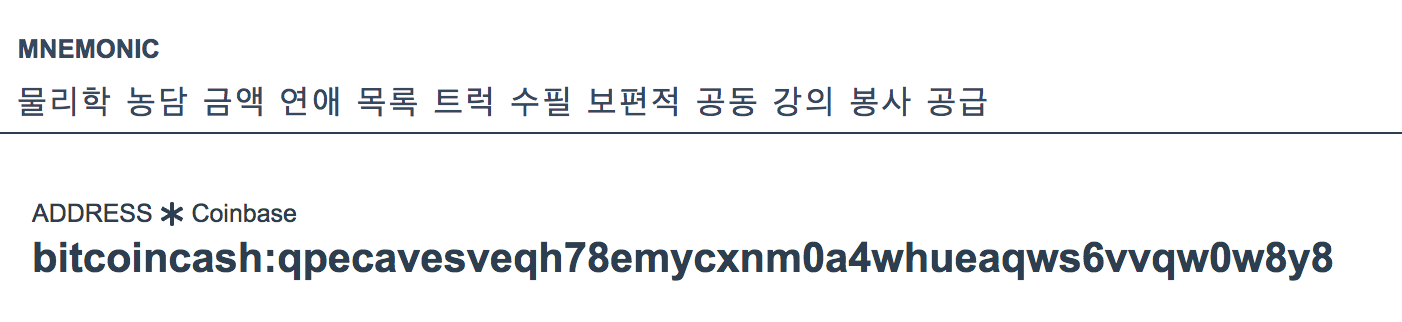 MNEMONIC
물리학 농담 금액 연애 목록 트럭 수필 보편적 공동 강의 봉사 공급
ADDRESS * Coinbase
bitcoincash:qpecavesveqh78emycxnm0a4whueaqws6vvqw0w8y8